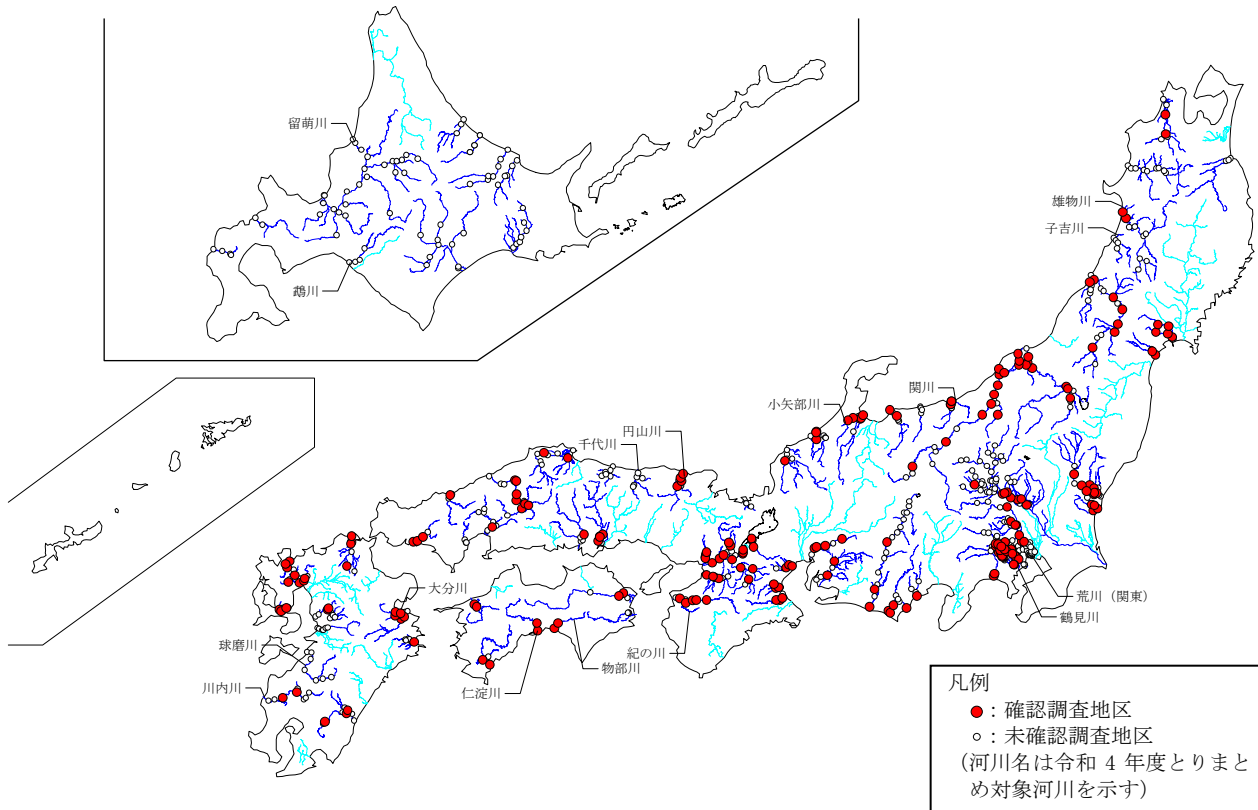 留萌川
鵡川
雄物川
子吉川
関川
小矢部川
円山川
千代川
大分川
球磨川
川内川
仁淀川
物部川
紀の川
荒川（関東）
鶴見川
凡例
：確認調査地区
：未確認調査地区
（河川名は令和 4 年度とりまと
め対象河川を示す）